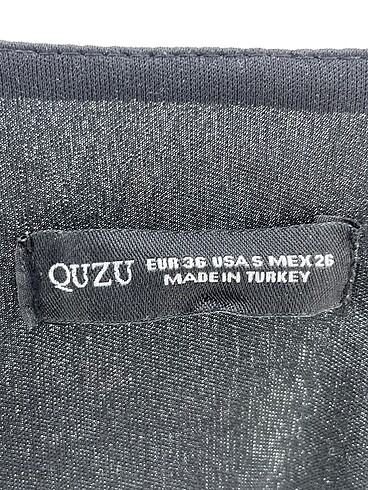 QUZU
EUR 36 USA S MEX 26
MADE IN TURKEY